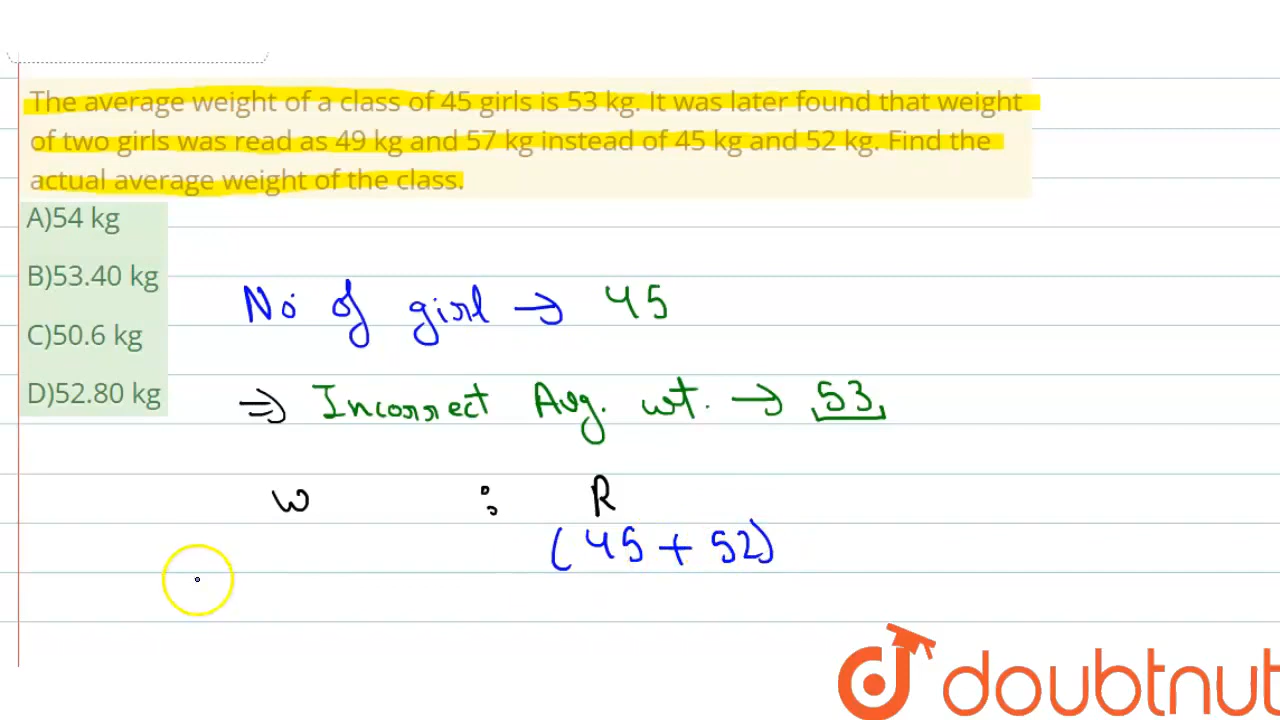 The average weight of a class of 45 girls is 53 kg. It was later found that weight
of two girls was read as 49 kg and 57 kg instead of 45 kg and 52 kg. Find the
actual average weight of the class.
A)54 kg
B)53.40 kg
C)50.6 kg
D)52.80 kg
No of girl → 45
⇒ Incorrect Avg. wt. → 53
W : R
(45 + 52)
doubtnut